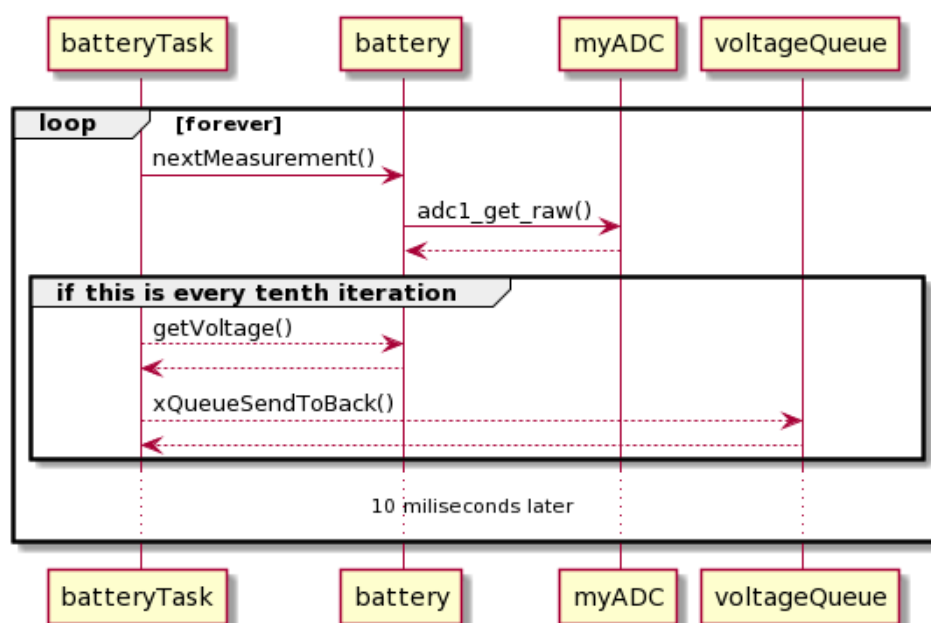 batteryTask battery myADC voltageQueue
loop [forever]
nextMeasurement()
adc1_get_raw()
if this is every tenth iteration
getVoltage()
xQueueSendToBack()
10 miliseconds later
batteryTask battery myADC voltageQueue